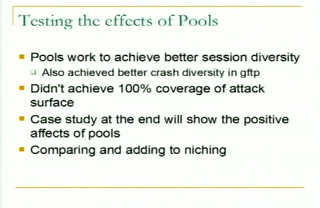 Testing the effects of Pools
Pools work to achieve better session diversity
Also achieved better crash diversity in gftp
Didn't achieve 100% coverage of attack
surface
Case study at the end will show the positive
affects of pools
Comparing and adding to niching